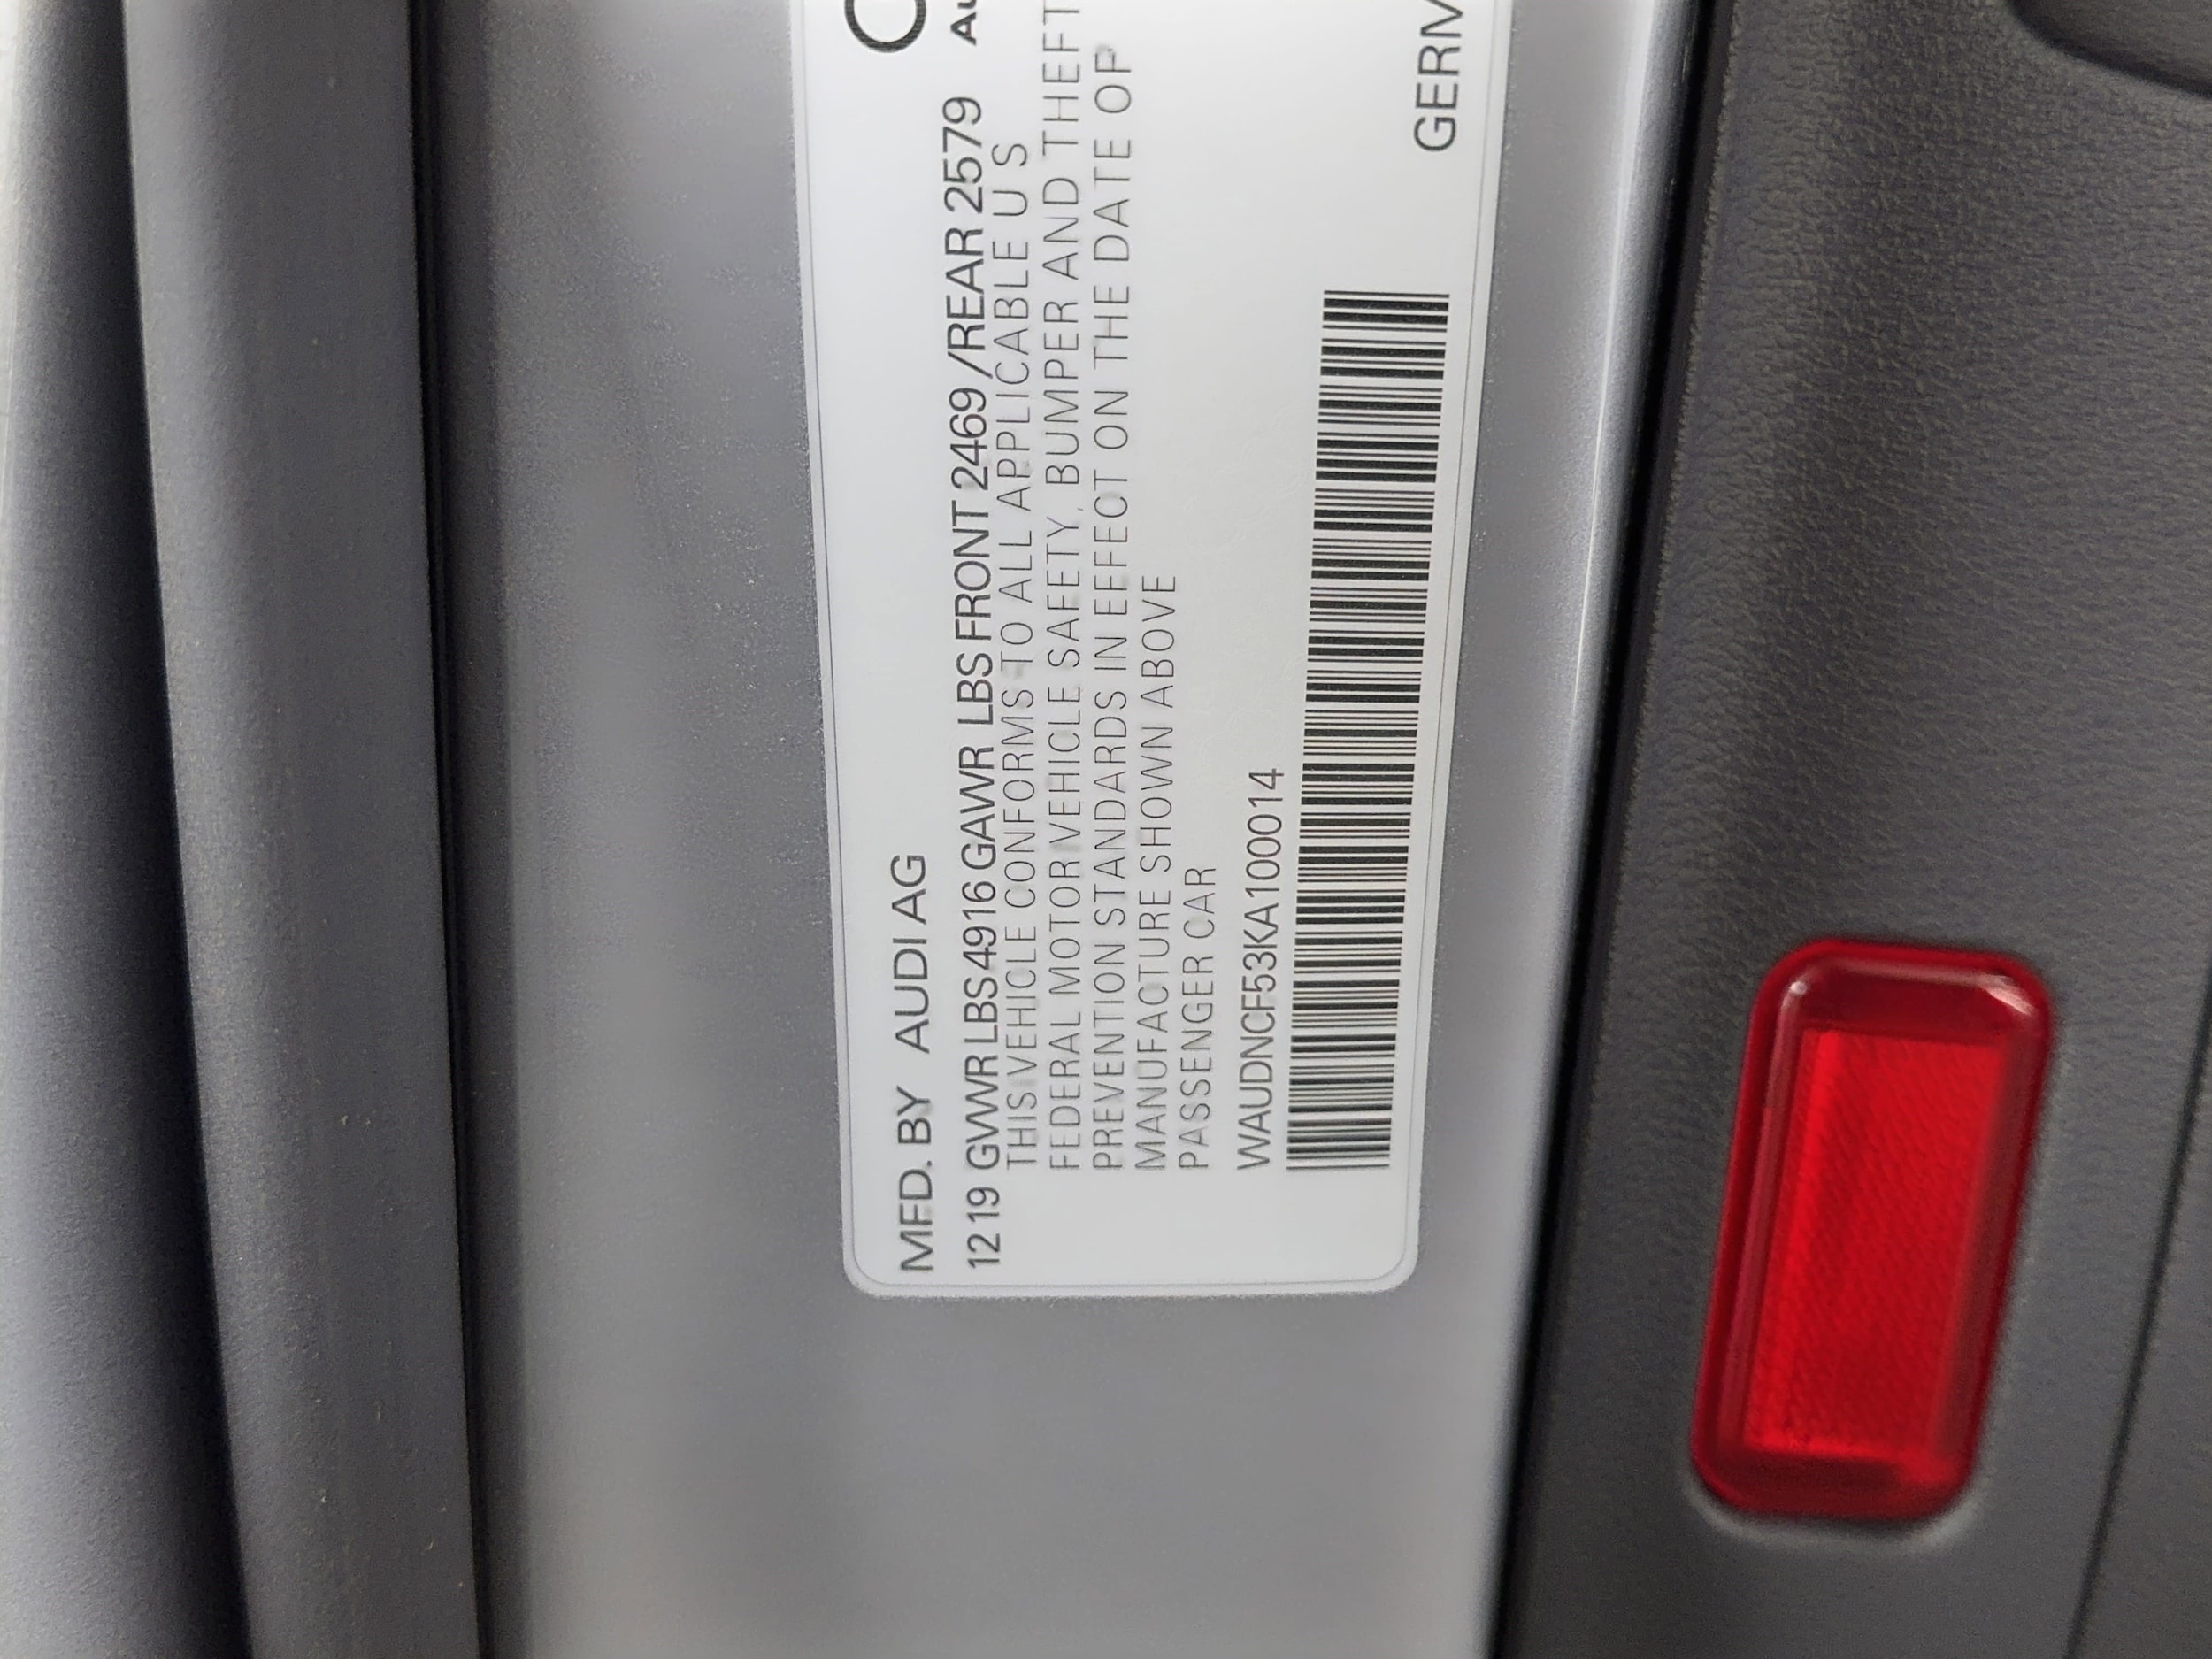 MFD. BY AUDI AG
12 19 GVWR LBS 4916 GAWR LBS FRONT 2469/REAR 2579
THIS VEHICLE CONFORMS TO ALL APPLICABLE U S
FEDERAL MOTOR VEHICLE SAFETY, BUMPER AND THEFT
PREVENTION STANDARDS IN EFFECT ON THE DATE OF
MANUFACTURE SHOWN ABOVE
PASSENGER CAR
WAUDNCF53KA100014